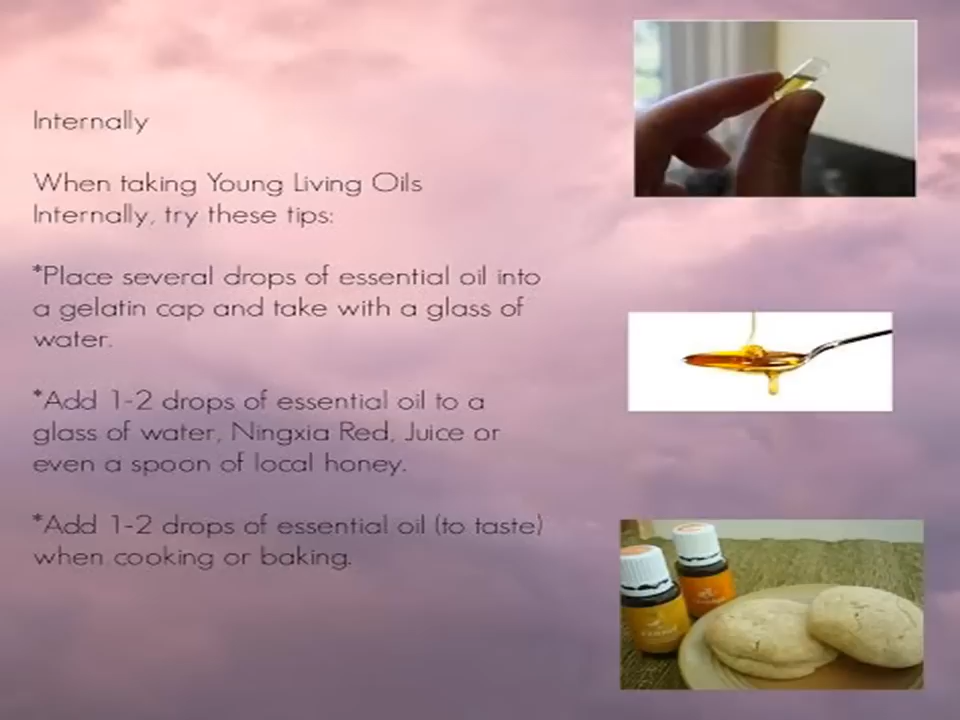 Internally
When taking Young Living Oils
Internally, try these tips:
*Place several drops of essential oil into
a gelatin cap and take with a glass of
water.
*Add 1-2 drops of essential oil to a
glass of water, Ningxia Red, Juice or
even a spoon of local honey.
*Add 1-2 drops of essential oil (to taste)
when cooking or baking.